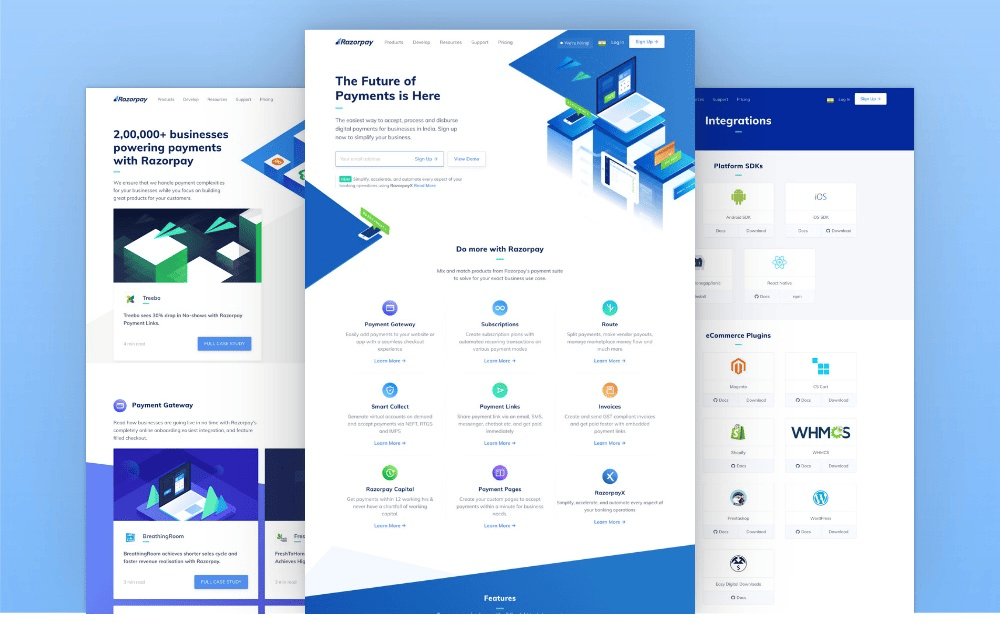 Razorpay
Products Develop Resources Support Pricing
2,00,000+ businesses
powering payments
with Razorpay
We ensure that we handle payment complexities
for your businesses while you focus on building
great products for your customers.
Treebo
Treebo sees 30% drop in No-shows with Razorpay
Payment Links.
4 min read
FULL CASE STUDY
Payment Gateway
Read how businesses are going live in no time with Razorpay's
completely online onboarding easiest integration, and feature
filled checkout.
BreathingRoom
BreathingRoom achieves shorter sales cycle and
faster revenue realisation with Razorpay.
3 min read
FULL CASE STUDY
Fres
FreshToHom
Achieves Hig
3 min read
Razorpay
Products Develop Resources Support Pricing
Log In
Sign Up
The Future of
Payments is Here
The easiest way to accept, process and disburse
digital payments for businesses in India. Sign up
now to simplify your business.
Your email address
Sign Up
View Demo
Simplify, accelerate, and automate every aspect of your
banking operations using RazorpayX Read More
Do more with Razorpay
Mix and match products from Razorpay's payment suite
to solve for your exact business use case.
Payment Gateway
Easily add payments to your website or
app with a seamless checkout
experience
Learn More
Subscriptions
Create subscription plans with
automated recurring transactions on
various payment modes
Learn More
Route
Split payments, make vendor payouts,
manage marketplace money flow and
much more
Learn More
Smart Collect
Generate virtual accounts on demand
and accept payments via NEFT, RTGS
and IMPS
Learn More
Payment Links
Share payment link via an email, SMS,
messenger, chatbot etc. and get paid
immediately
Learn More
Invoices
Create and send GST compliant invoices
and get paid faster with embedded
payment links
Learn More
Razorpay Capital
Get payments within 12 working hrs &
never have a shortfall of working
capital
Learn More
Payment Pages
Create your custom pages to accept
payments within a minute for business
needs
Learn More
RazorpayX
Simplify, accelerate, and automate every aspect of
your banking operations
Learn More
Features
Support Pricing
Log In
Sign Up
Integrations
Platform SDKs
Android SDK
Docs Download
iOS
iOS SDK
Docs Download
React Native
Docs npm
eCommerce Plugins
Magento
Docs Download
CS Cart
Docs Download
Shopify
Docs
WHMCS
WHMCS
Docs Download
Prestashop
Docs Download
WordPress
Docs Download
Easy Digital Downloads
Docs